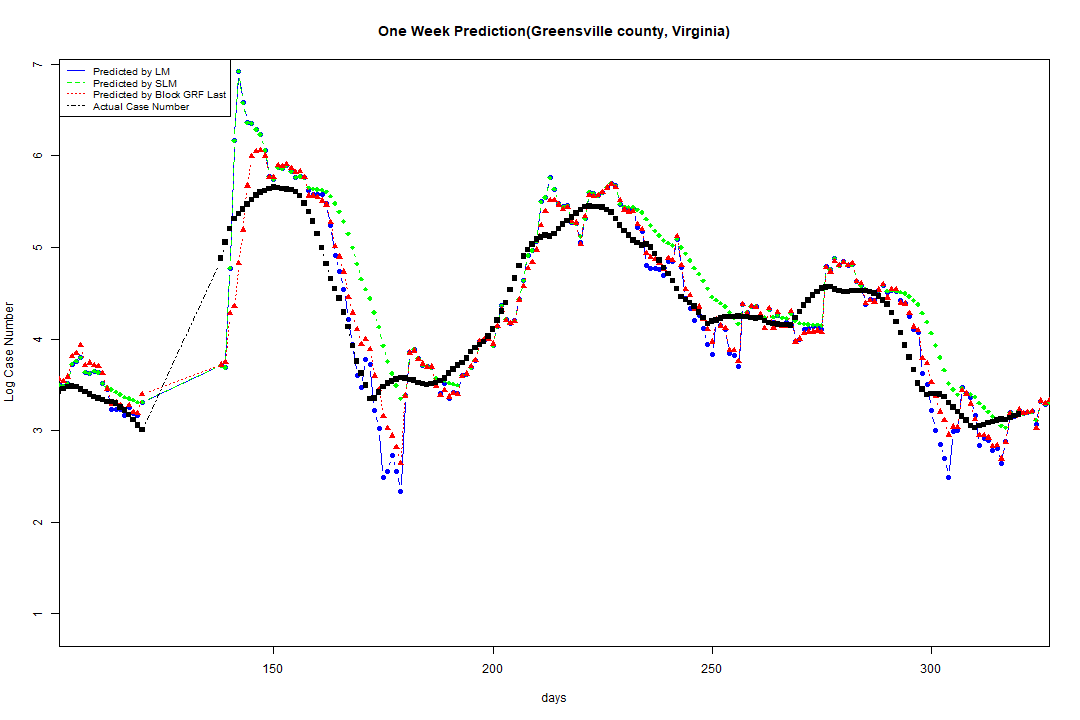 One Week Prediction(Greensville county, Virginia)
Predicted by LM
Predicted by SLM
Predicted by Block GRF Last
Actual Case Number
7
6
5
4
3
2
1
Log Case Number
150 200 250 300
days